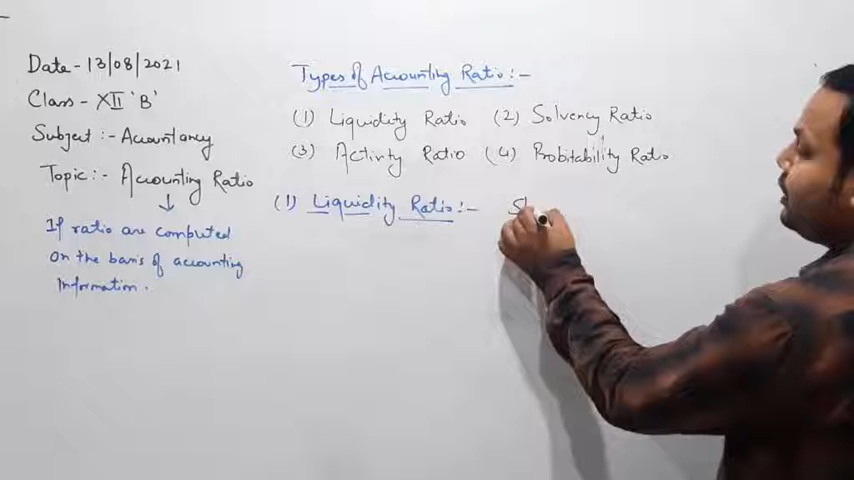 Date - 13/08/2021
Class - XII 'B'
Subject :- Accountancy
Topic :- Accounting Ratio
If ratio are computed
on the basis of accounting
Information.
Types of Accounting Ratio :-
(1) Liquidity Ratio (2) Solvency Ratio
(3) Activity Ratio (4) Probitability Ratio
(1) Liquidity Ratio :- Sh